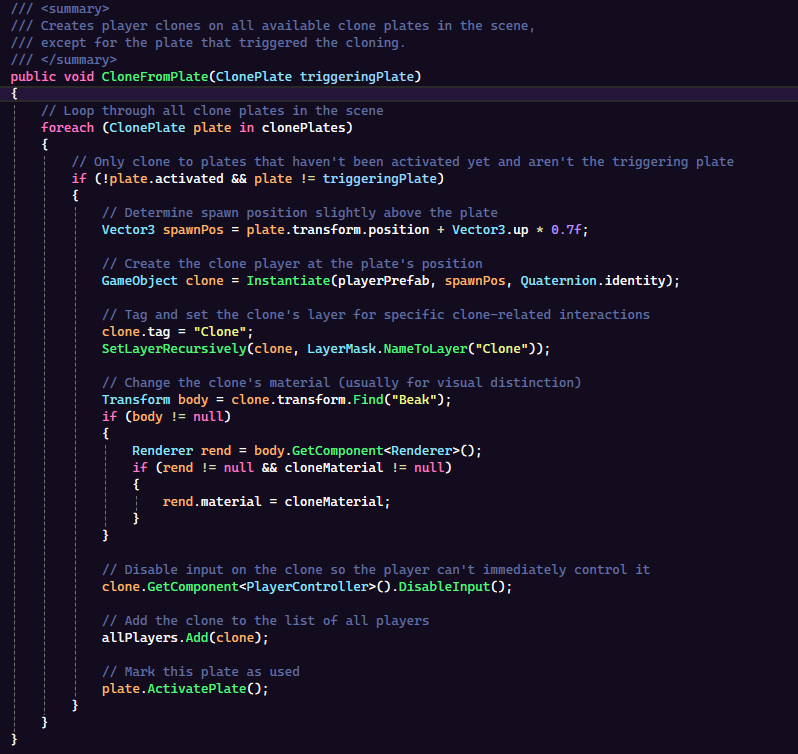 /// <summary>
/// Creates player clones on all available clone plates in the scene,
/// except for the plate that triggered the cloning.
/// </summary>
public void CloneFromPlate(ClonePlate triggeringPlate)
{
    // Loop through all clone plates in the scene
    foreach (ClonePlate plate in clonePlates)
    {
        // Only clone to plates that haven't been activated yet and aren't the triggering plate
        if (!plate.activated && plate != triggeringPlate)
        {
            // Determine spawn position slightly above the plate
            Vector3 spawnPos = plate.transform.position + Vector3.up * 0.7f;

            // Create the clone player at the plate's position
            GameObject clone = Instantiate(playerPrefab, spawnPos, Quaternion.identity);

            // Tag and set the clone's layer for specific clone-related interactions
            clone.tag = "Clone";
            SetLayerRecursively(clone, LayerMask.NameToLayer("Clone"));

            // Change the clone's material (usually for visual distinction)
            Transform body = clone.transform.Find("Beak");
            if (body != null)
            {
                Renderer rend = body.GetComponent<Renderer>();
                if (rend != null && cloneMaterial != null)
                {
                    rend.material = cloneMaterial;
                }
            }

            // Disable input on the clone so the player can't immediately control it
            clone.GetComponent<PlayerController>().DisableInput();

            // Add the clone to the list of all players
            allPlayers.Add(clone);

            // Mark this plate as used
            plate.ActivatePlate();
        }
    }
}